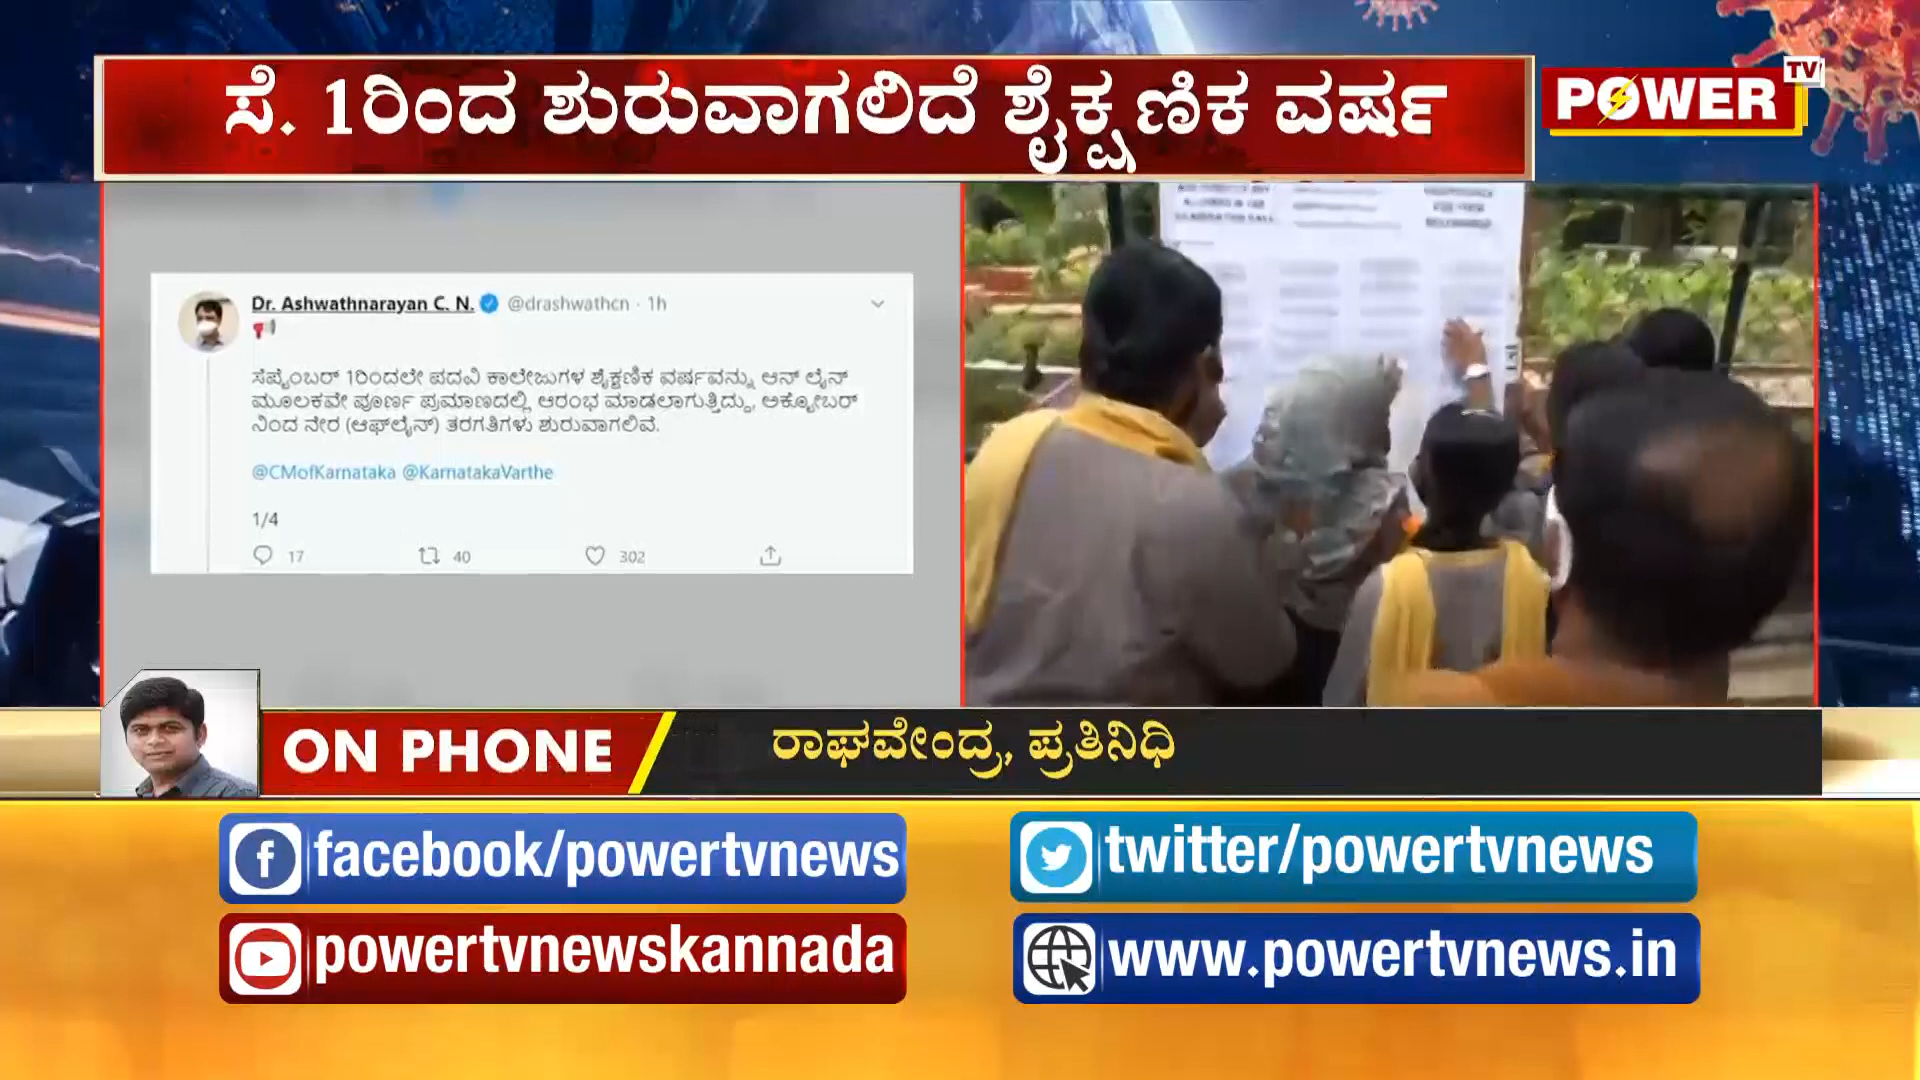 ಸೆ. 1ರಿಂದ ಶುರುವಾಗಲಿದೆ ಶೈಕ್ಷಣಿಕ ವರ್ಷ
POWER TV
Dr. Ashwathnarayan C. N. @drashwathcn · 1h
ಸೆಪ್ಟೆಂಬರ್ 1ರಿಂದಲೇ ಪದವಿ ಕಾಲೇಜುಗಳ ಶೈಕ್ಷಣಿಕ ವರ್ಷವನ್ನು ಆನ್ ಲೈನ್
ಮೂಲಕವೇ ಪೂರ್ಣ ಪ್ರಮಾಣದಲ್ಲಿ ಆರಂಭ ಮಾಡಲಾಗುತ್ತಿದ್ದು, ಅಕ್ಟೋಬರ್
ನಿಂದ ನೇರ (ಆಫ್‌ಲೈನ್) ತರಗತಿಗಳು ಶುರುವಾಗಲಿವೆ.
@CMofKarnataka @KarnatakaVarthe
1/4
17 40 302
ON PHONE
ರಾಘವೇಂದ್ರ, ಪ್ರತಿನಿಧಿ
facebook/powertvnews
twitter/powertvnews
powertvnewskannada
www.powertvnews.in